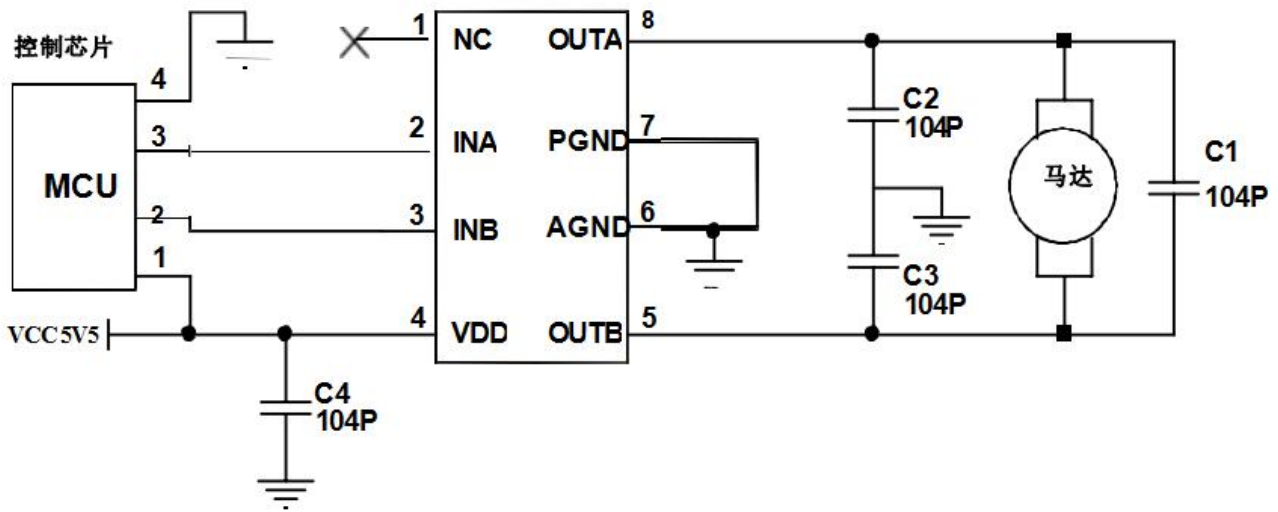 控制芯片
MCU
4
3
2
1
VCC5V5
1
2
3
4
NC
INA
INB
VDD
OUTA
PGND
AGND
OUTB
8
7
6
5
C4
104P
C2
104P
C3
104P
马达
C1
104P